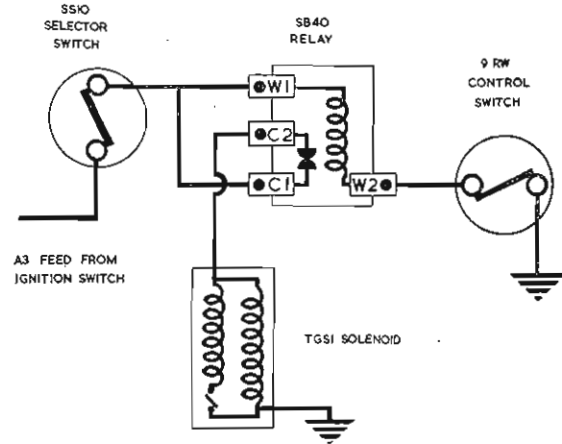 SS10
SELECTOR
SWITCH
SB40
RELAY
9 RW
CONTROL
SWITCH
W1
C2
C1
W2
A3 FEED FROM
IGNITION SWITCH
TGS1 SOLENOID